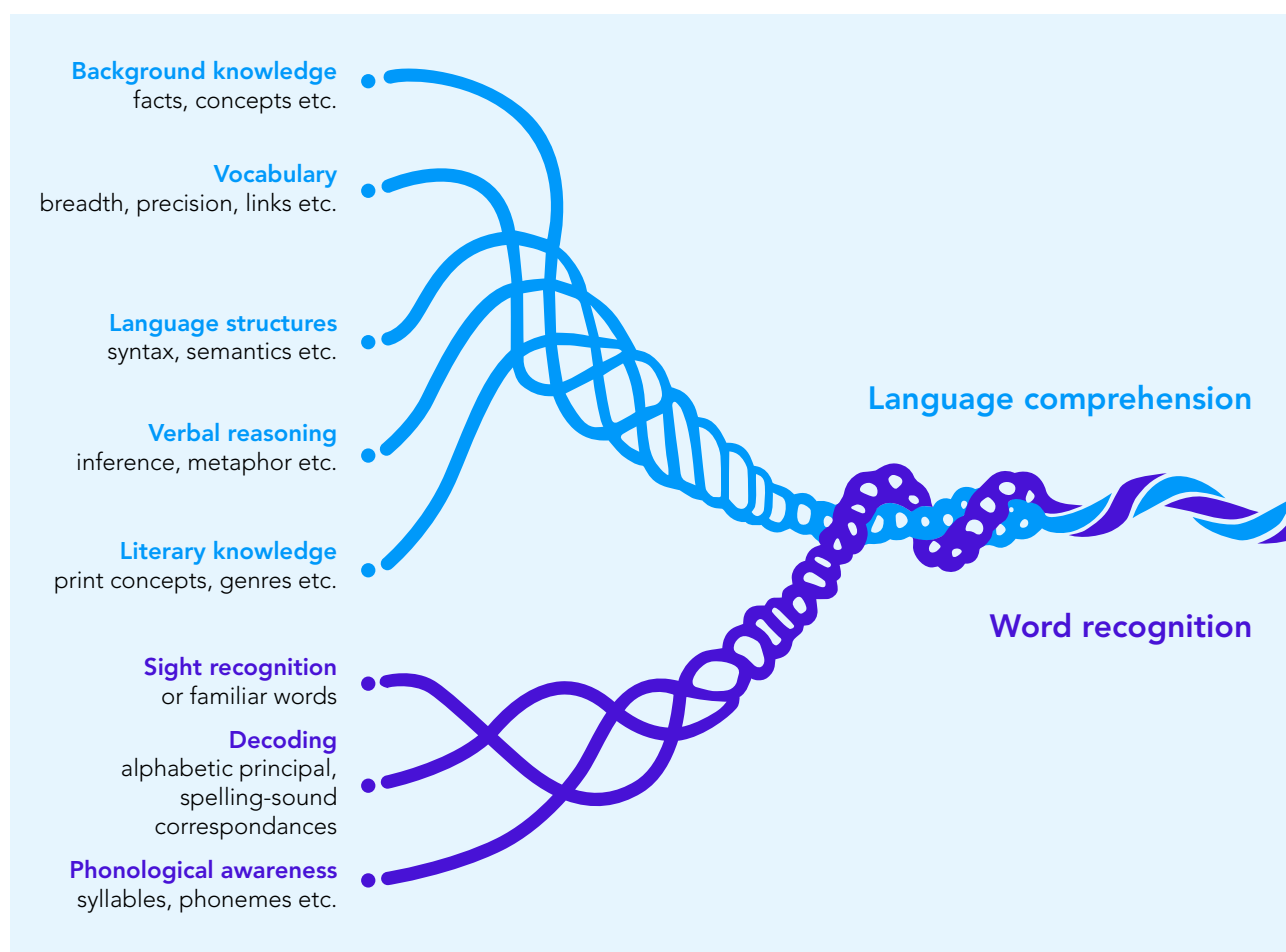 Background knowledge
facts, concepts etc.
Vocabulary
breadth, precision, links etc.
Language structures
syntax, semantics etc.
Verbal reasoning
inference, metaphor etc.
Literary knowledge
print concepts, genres etc.
Sight recognition
or familiar words
Decoding
alphabetic principal,
spelling-sound
correspondances
Phonological awareness
syllables, phonemes etc.
Language comprehension
Word recognition